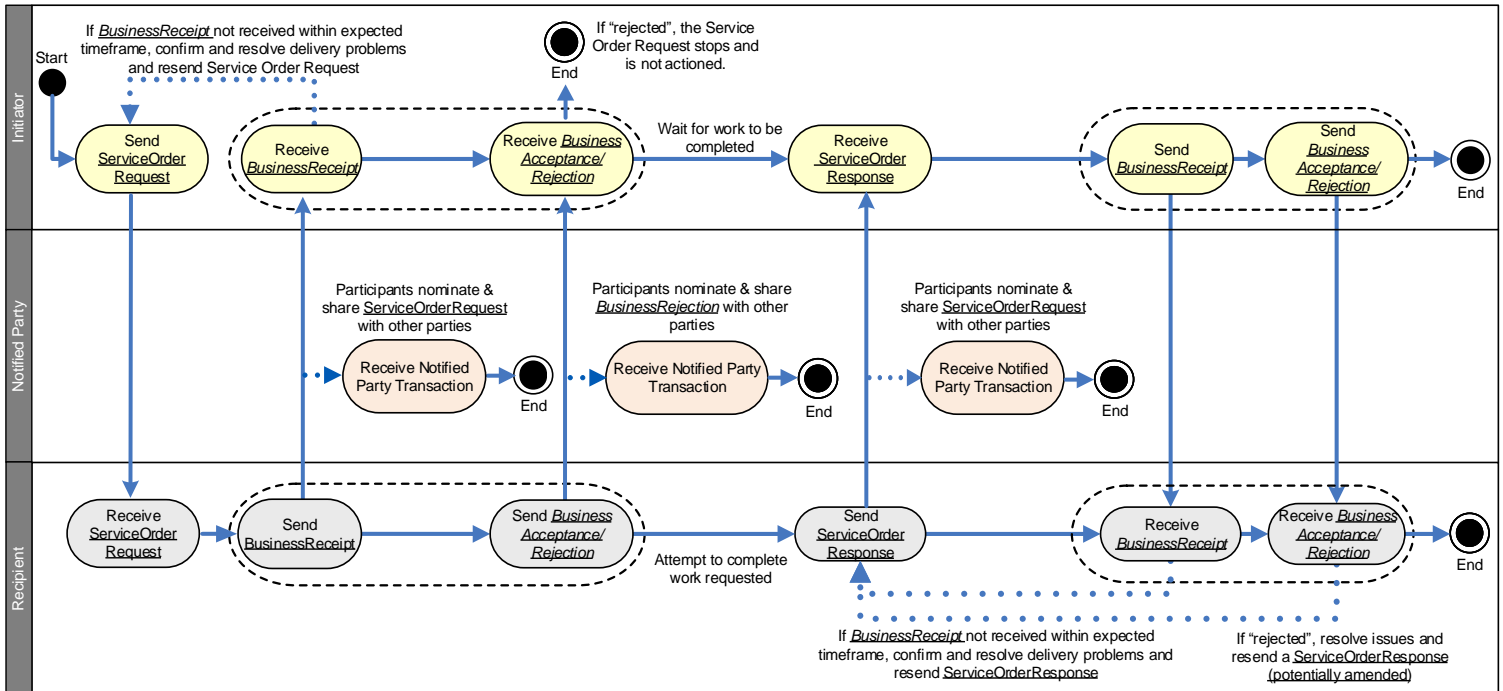 Initiator
Start
If BusinessReceipt not received within expected
timeframe, confirm and resolve delivery problems
and resend Service Order Request
End
If “rejected”, the Service
Order Request stops and
is not actioned.
Send
ServiceOrder
Request
Receive
BusinessReceipt
Receive Business
Acceptance/
Rejection
Wait for work to be
completed
Receive
ServiceOrder
Response
Send
BusinessReceipt
Send
Business
Acceptance/
Rejection
End
Notified Party
Participants nominate &
share ServiceOrderRequest
with other parties
Receive Notified
Party Transaction
End
Participants nominate & share
BusinessRejection with other
parties
Receive Notified Party
Transaction
End
Participants nominate &
share ServiceOrderRequest
with other parties
Receive Notified
Party Transaction
End
Recipient
Receive
ServiceOrder
Request
Send
BusinessReceipt
Send Business
Acceptance/
Rejection
Attempt to complete
work requested
Send
ServiceOrder
Response
Receive
BusinessReceipt
Receive Business
Acceptance/
Rejection
End
If BusinessReceipt not received within expected
timeframe, confirm and resolve delivery problems and
resend ServiceOrderResponse
If “rejected”, resolve issues and
resend a ServiceOrderResponse
(potentially amended)